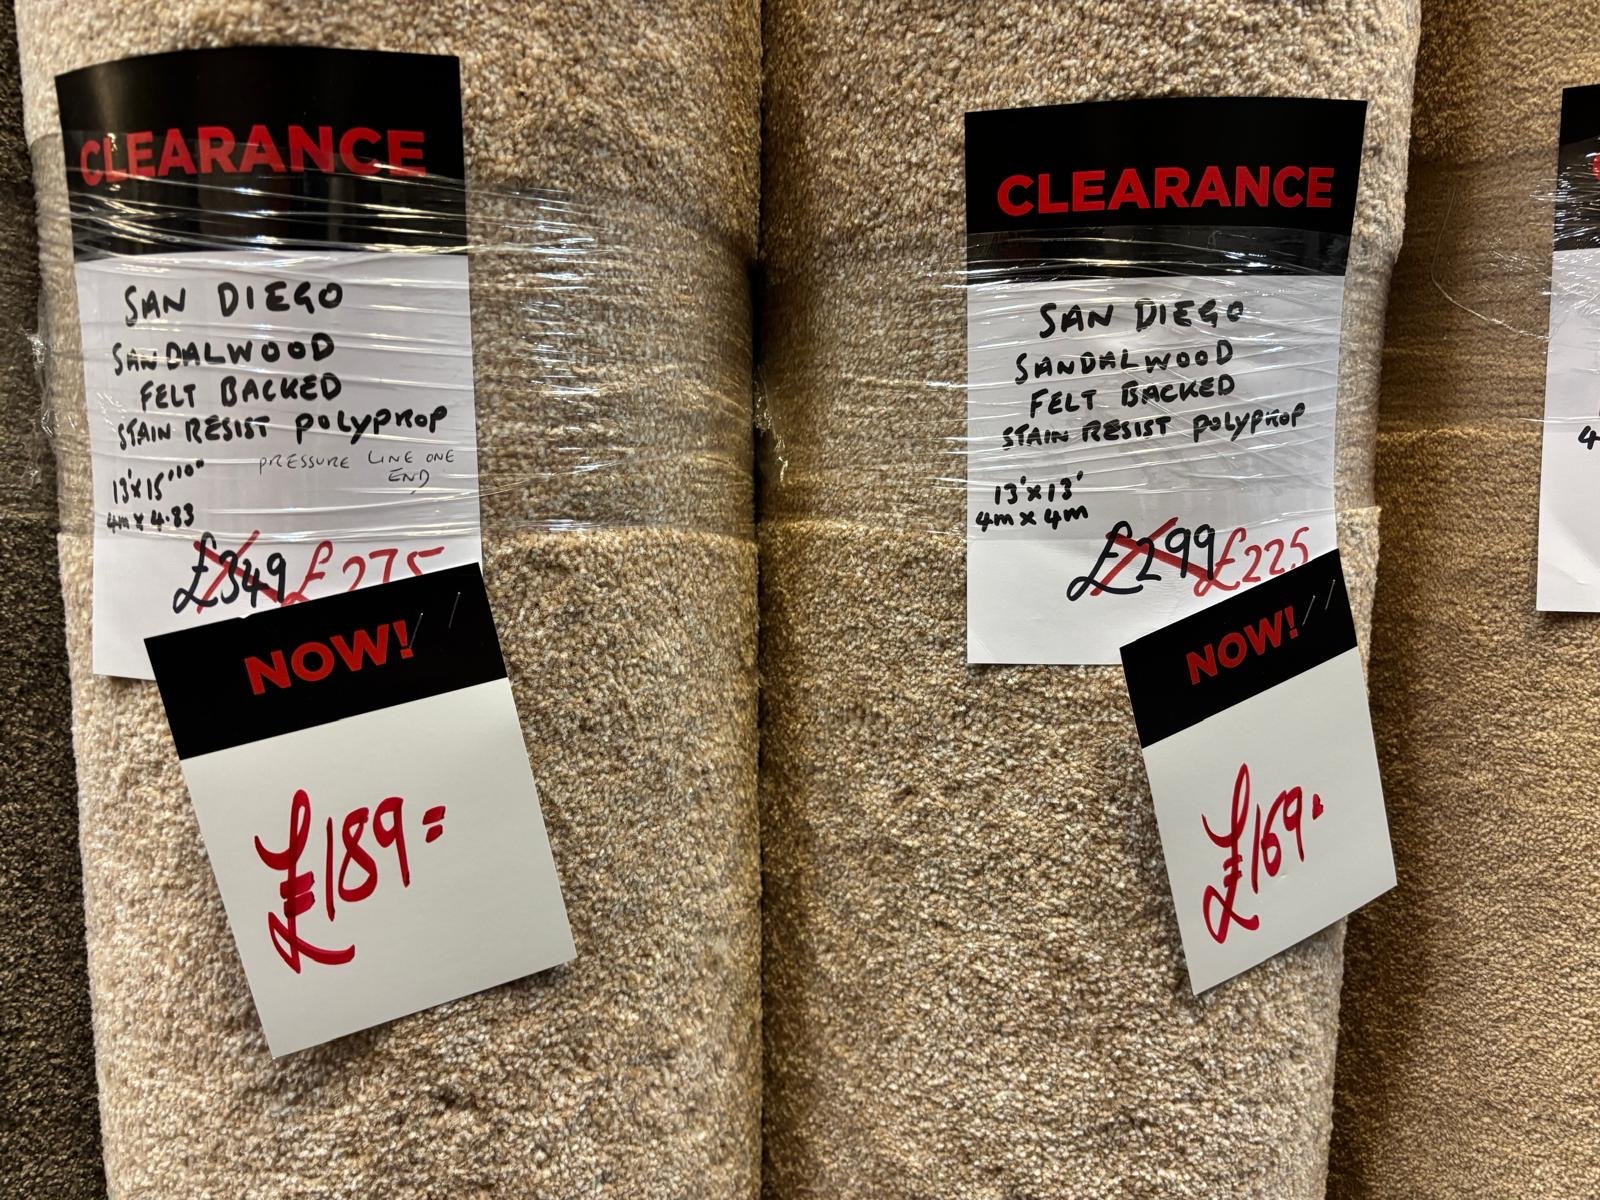 CLEARANCE
SAN DIEGO
SANDALWOOD
FELT BACKED
STAIN RESIST POLYPROP
PRESSURE LINE ONE
END
13'x15'10"
4m x 4.83
£349 £275
NOW!
£189=
CLEARANCE
SAN DIEGO
SANDALWOOD
FELT BACKED
STAIN RESIST POLYPROP
13'x13'
4m x 4m
£299 £225
NOW!
£169.
4